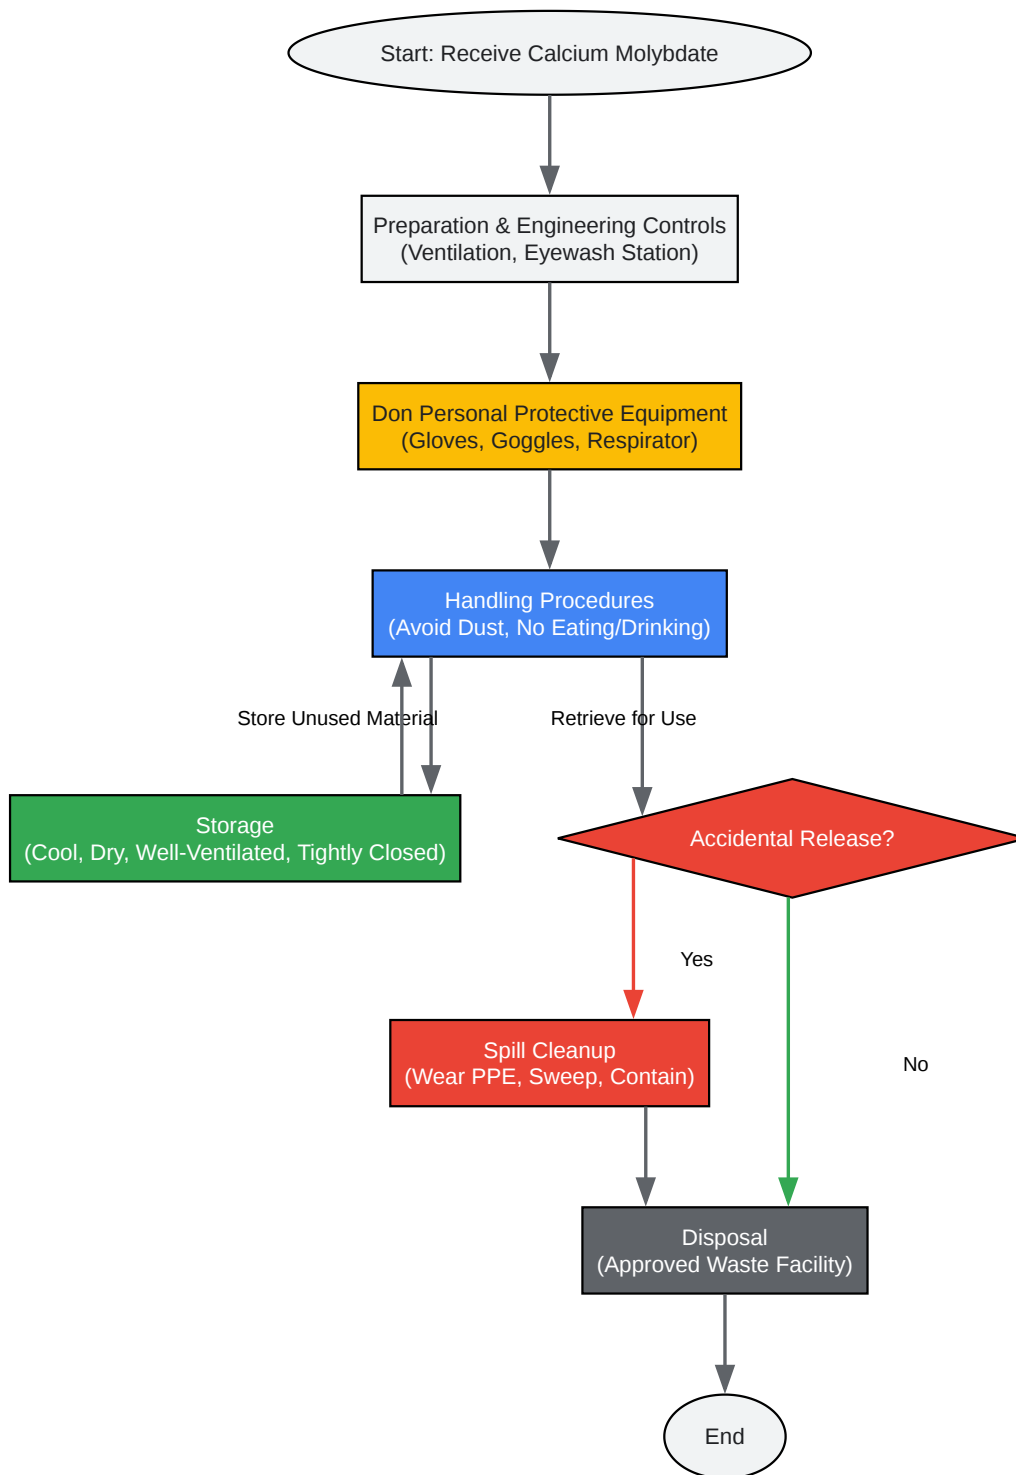 Start: Receive Calcium Molybdate
Preparation & Engineering Controls
(Ventilation, Eyewash Station)
Don Personal Protective Equipment
(Gloves, Goggles, Respirator)
Handling Procedures
(Avoid Dust, No Eating/Drinking)
Store Unused Material
Retrieve for Use
Storage
(Cool, Dry, Well-Ventilated, Tightly Closed)
Accidental Release?
Yes
No
Spill Cleanup
(Wear PPE, Sweep, Contain)
Disposal
(Approved Waste Facility)
End